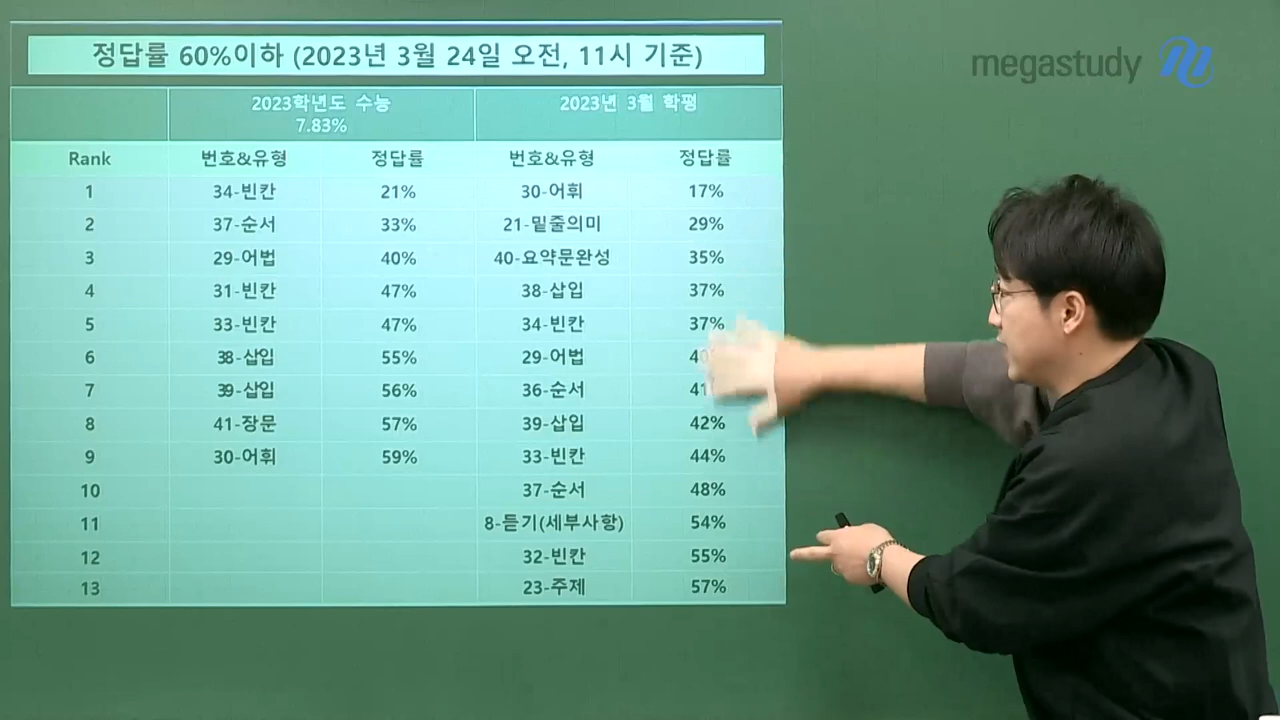 정답률 60%이하 (2023년 3월 24일 오전, 11시 기준)
megastudy
2023학년도 수능 2023년 3월 학평
7.83%
Rank 번호&유형 정답률 번호&유형 정답률
1 34-빈칸 21% 30-어휘 17%
2 37-순서 33% 21-밑줄의미 29%
3 29-어법 40% 40-요약문완성 35%
4 31-빈칸 47% 38-삽입 37%
5 33-빈칸 47% 34-빈칸 37%
6 38-삽입 55% 29-어법
7 39-삽입 56% 36-순서
8 41-장문 57% 39-삽입 42%
9 30-어휘 59% 33-빈칸 44%
10 37-순서 48%
11 8-듣기(세부사항) 54%
12 32-빈칸 55%
13 23-주제 57%